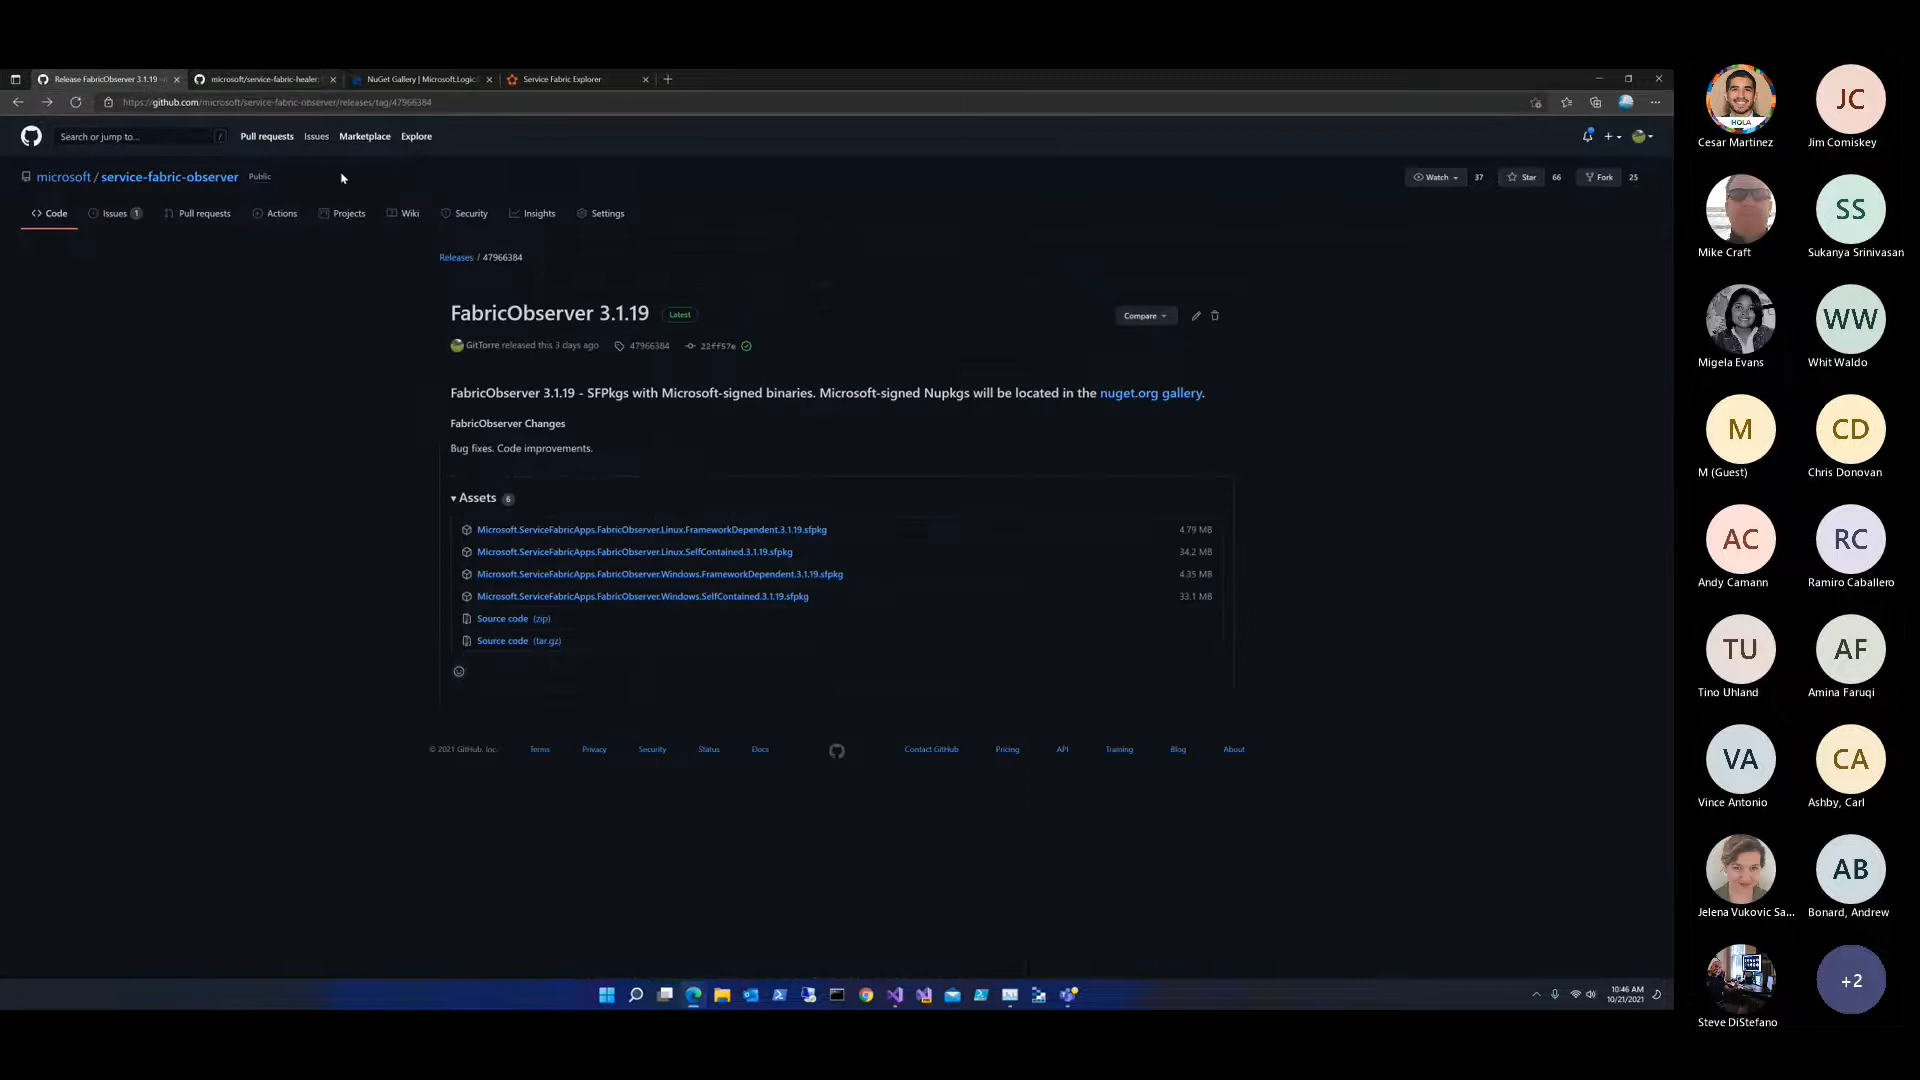 Release FabricObserver 3.1.19
microsoft/service-fabric-healer:
NuGet Gallery | Microsoft.Logic
Service Fabric Explorer
https://github.com/microsoft/service-fabric-observer/releases/tag/47966384
Search or jump to...
/
Pull requests
Issues
Marketplace
Explore
microsoft / service-fabric-observer
Public
Watch
37
Star
66
Fork
25
Code
Issues 1
Pull requests
Actions
Projects
Wiki
Security
Insights
Settings
Releases / 47966384
FabricObserver 3.1.19
Latest
Compare
GitTorre released this 3 days ago
47966384
22ff57e
FabricObserver 3.1.19 - SFPkgs with Microsoft-signed binaries. Microsoft-signed Nupkgs will be located in the nuget.org gallery.
FabricObserver Changes
Bug fixes. Code improvements.
Assets 6
Microsoft.ServiceFabricApps.FabricObserver.Linux.FrameworkDependent.3.1.19.sfpkg
4.79 MB
Microsoft.ServiceFabricApps.FabricObserver.Linux.SelfContained.3.1.19.sfpkg
34.2 MB
Microsoft.ServiceFabricApps.FabricObserver.Windows.FrameworkDependent.3.1.19.sfpkg
4.35 MB
Microsoft.ServiceFabricApps.FabricObserver.Windows.SelfContained.3.1.19.sfpkg
33.1 MB
Source code (zip)
Source code (tar.gz)
© 2021 GitHub, Inc.
Terms
Privacy
Security
Status
Docs
Contact GitHub
Pricing
API
Training
Blog
About
10:46 AM
10/21/2021
HOLA
JC
Cesar Martinez
Jim Comiskey
SS
Mike Craft
Sukanya Srinivasan
WW
Migela Evans
Whit Waldo
M
CD
M (Guest)
Chris Donovan
AC
RC
Andy Camann
Ramiro Caballero
TU
AF
Tino Uhland
Amina Faruqi
VA
CA
Vince Antonio
Ashby, Carl
AB
Jelena Vukovic Sa...
Bonard, Andrew
+2
Steve DiStefano